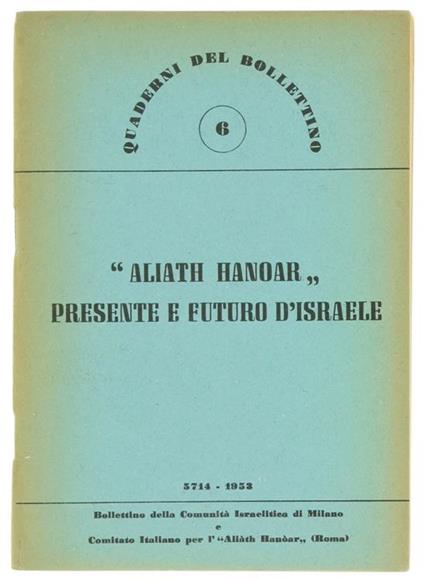 QUADERNI DEL BOLLETTINO
6
“ ALIATH HANOAR „
PRESENTE E FUTURO D'ISRAELE
5714 - 1953
Bollettino della Comunità Israelitica di Milano
e
Comitato Italiano per l' “Aliàth Hanòar„ (Roma)